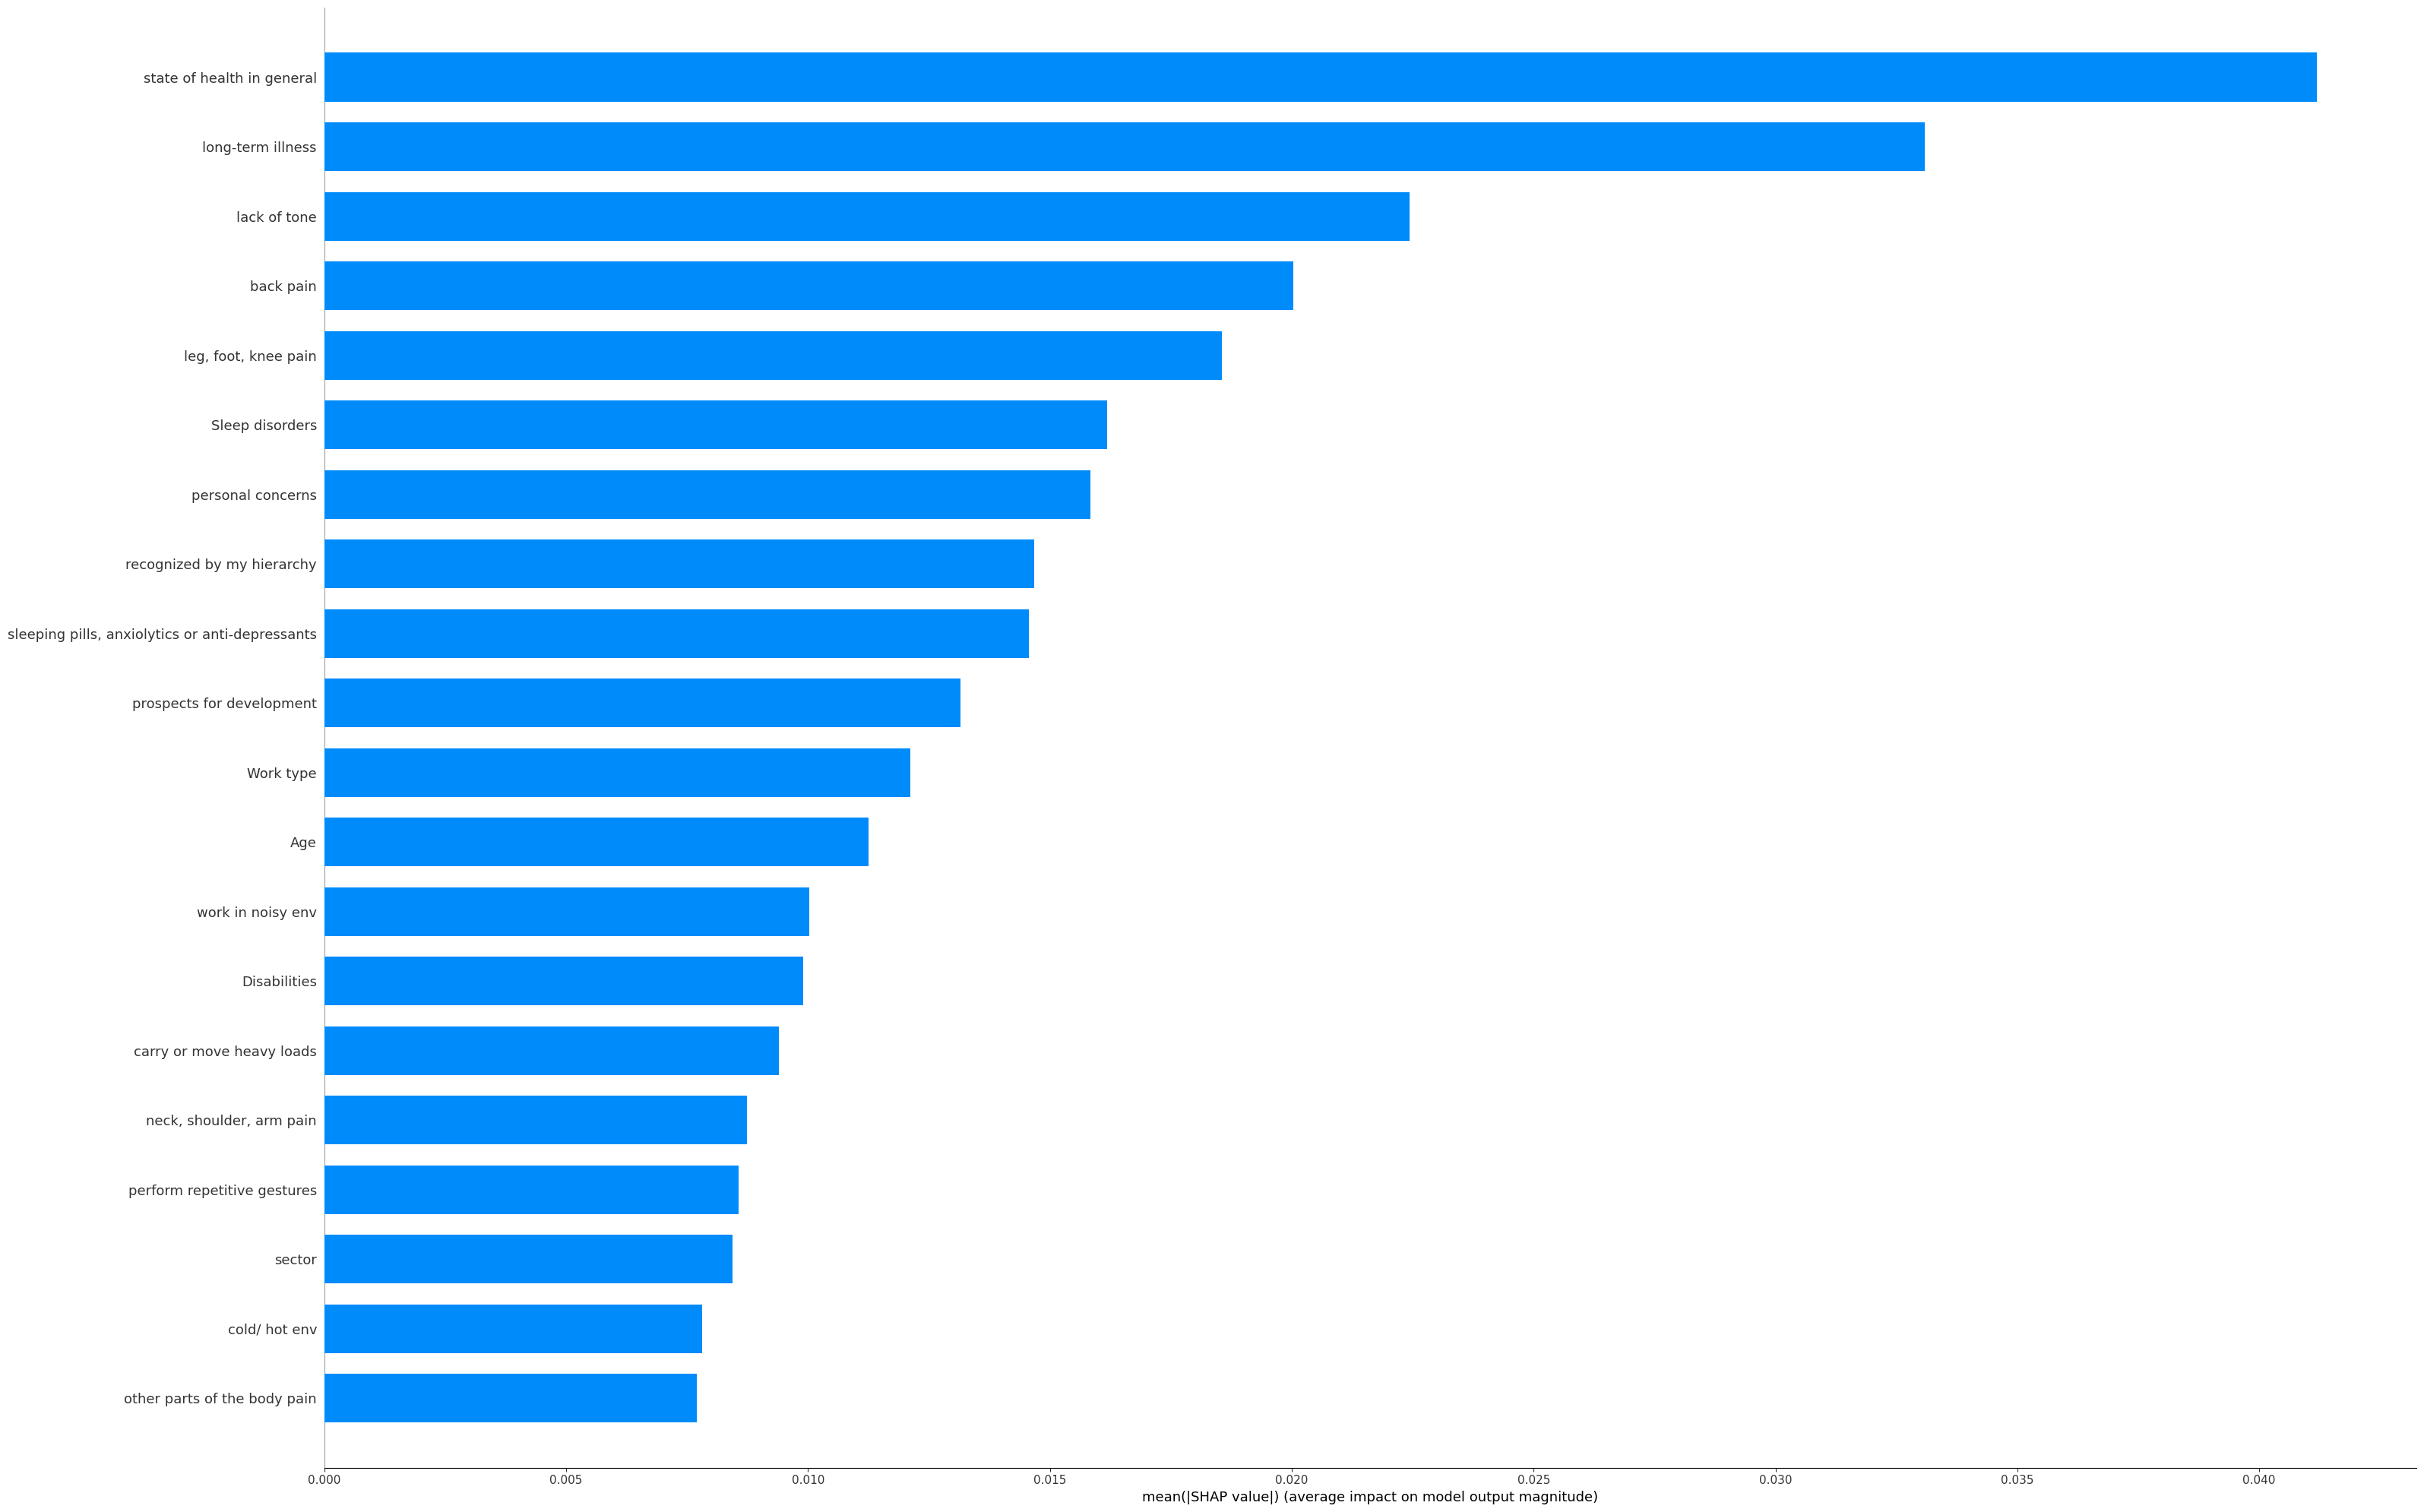 state of health in general
long-term illness
lack of tone
back pain
leg, foot, knee pain
Sleep disorders
personal concerns
recognized by my hierarchy
sleeping pills, anxiolytics or anti-depressants
prospects for development
Work type
Age
work in noisy env
Disabilities
carry or move heavy loads
neck, shoulder, arm pain
perform repetitive gestures
sector
cold/ hot env
other parts of the body pain
0.000 0.005 0.010 0.015 0.020 0.025 0.030 0.035 0.040
mean(|SHAP value|) (average impact on model output magnitude)